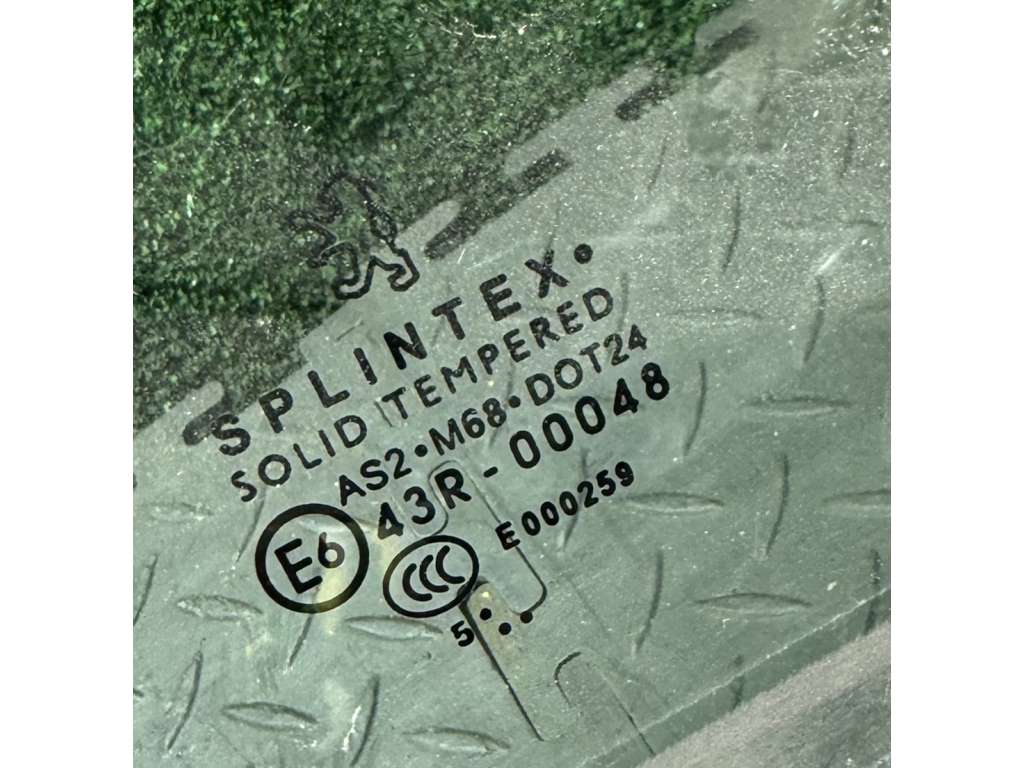 SPLINTEX•
SOLID TEMPERED
AS2•M68•DOT24
E6 43R-00048
CCC E000259
5:••